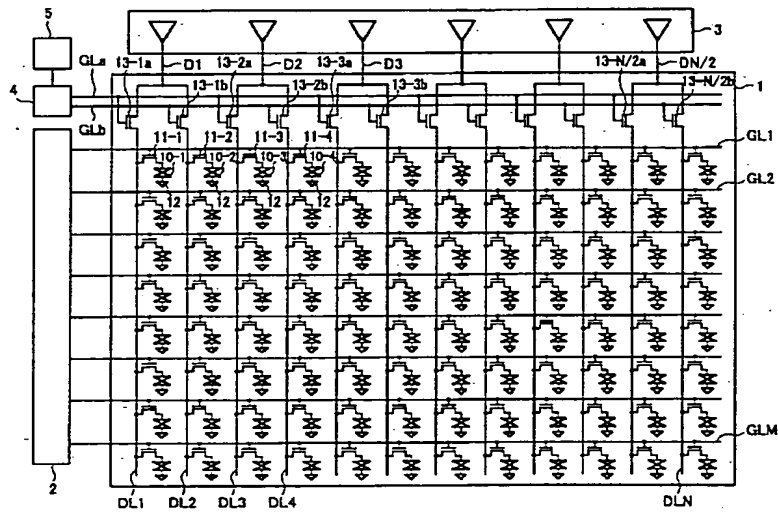 5
3
13-1a D1 13-2a D2 13-3a D3 DN/2
GLa 13-1b 13-2b 13-3b 13-N/2a 13-N/2b
4 1
GLb
11-1 11-2 11-3 11-4 GL1
10-1 10-2 10-3 10-4
12 12 12 12 GL2
GLM
2 DL1 DL2 DL3 DL4 DLN